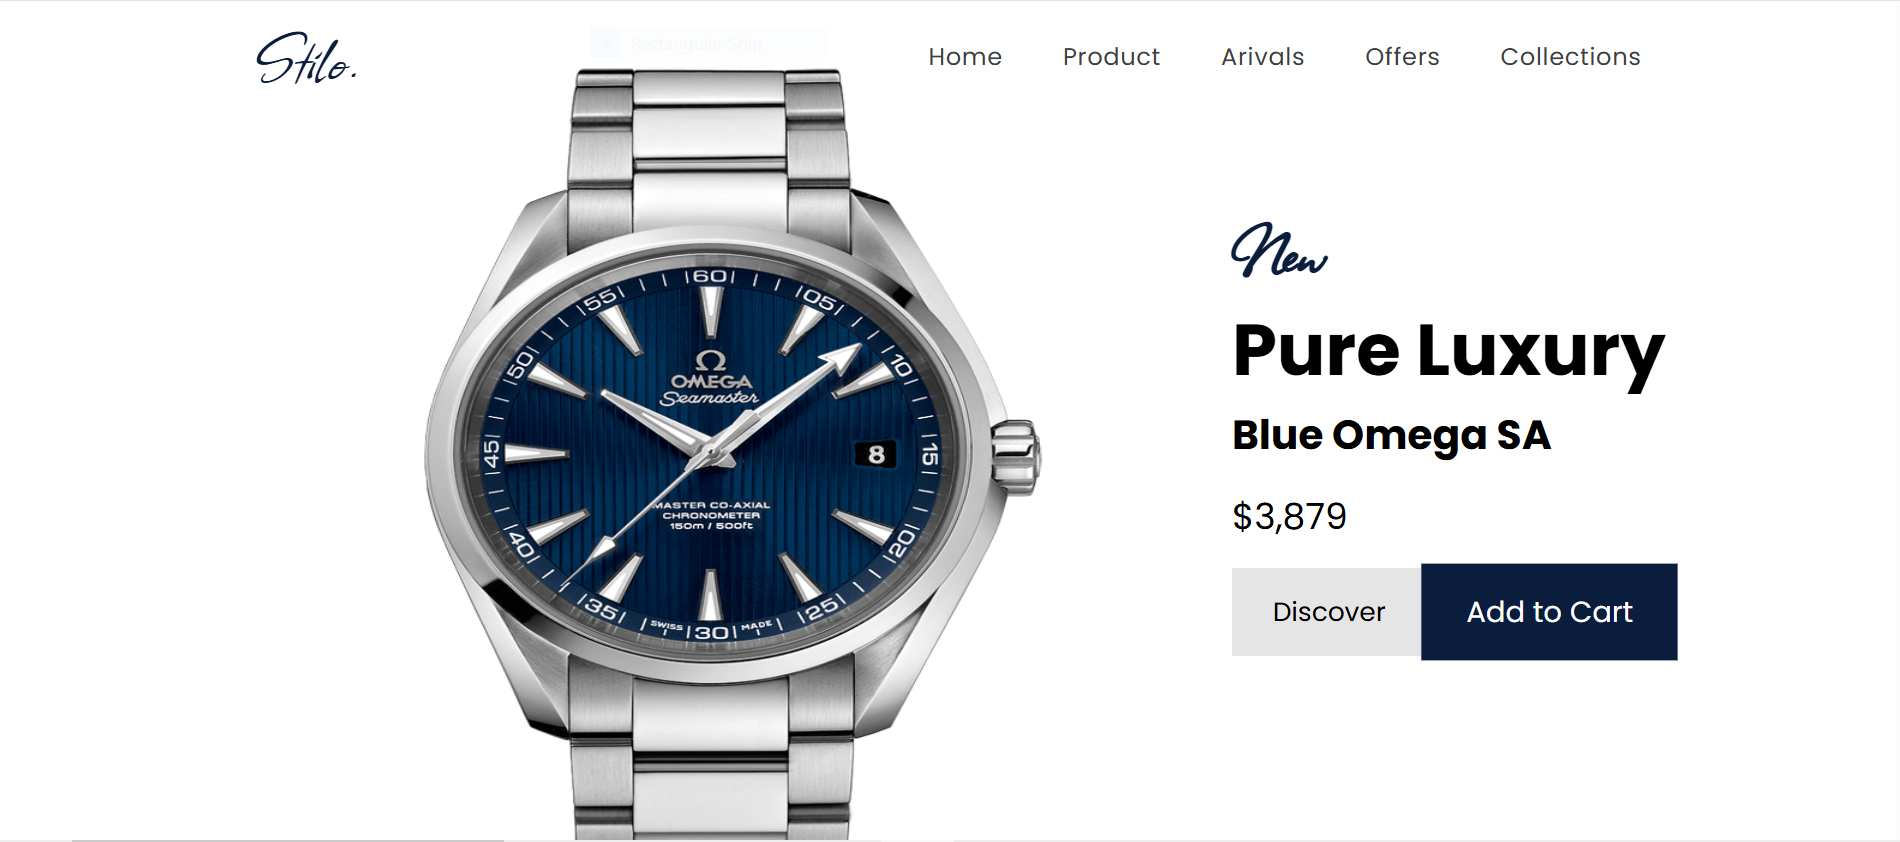 Stilo.
Rectangular Snip
Home Product Arivals Offers Collections
New
Pure Luxury
Blue Omega SA
$3,879
Discover Add to Cart
60
05
10
15
20
25
30
35
40
45
50
55
Ω
OMEGA
Seamaster
8
MASTER CO-AXIAL
CHRONOMETER
150m / 500ft
SWISS MADE